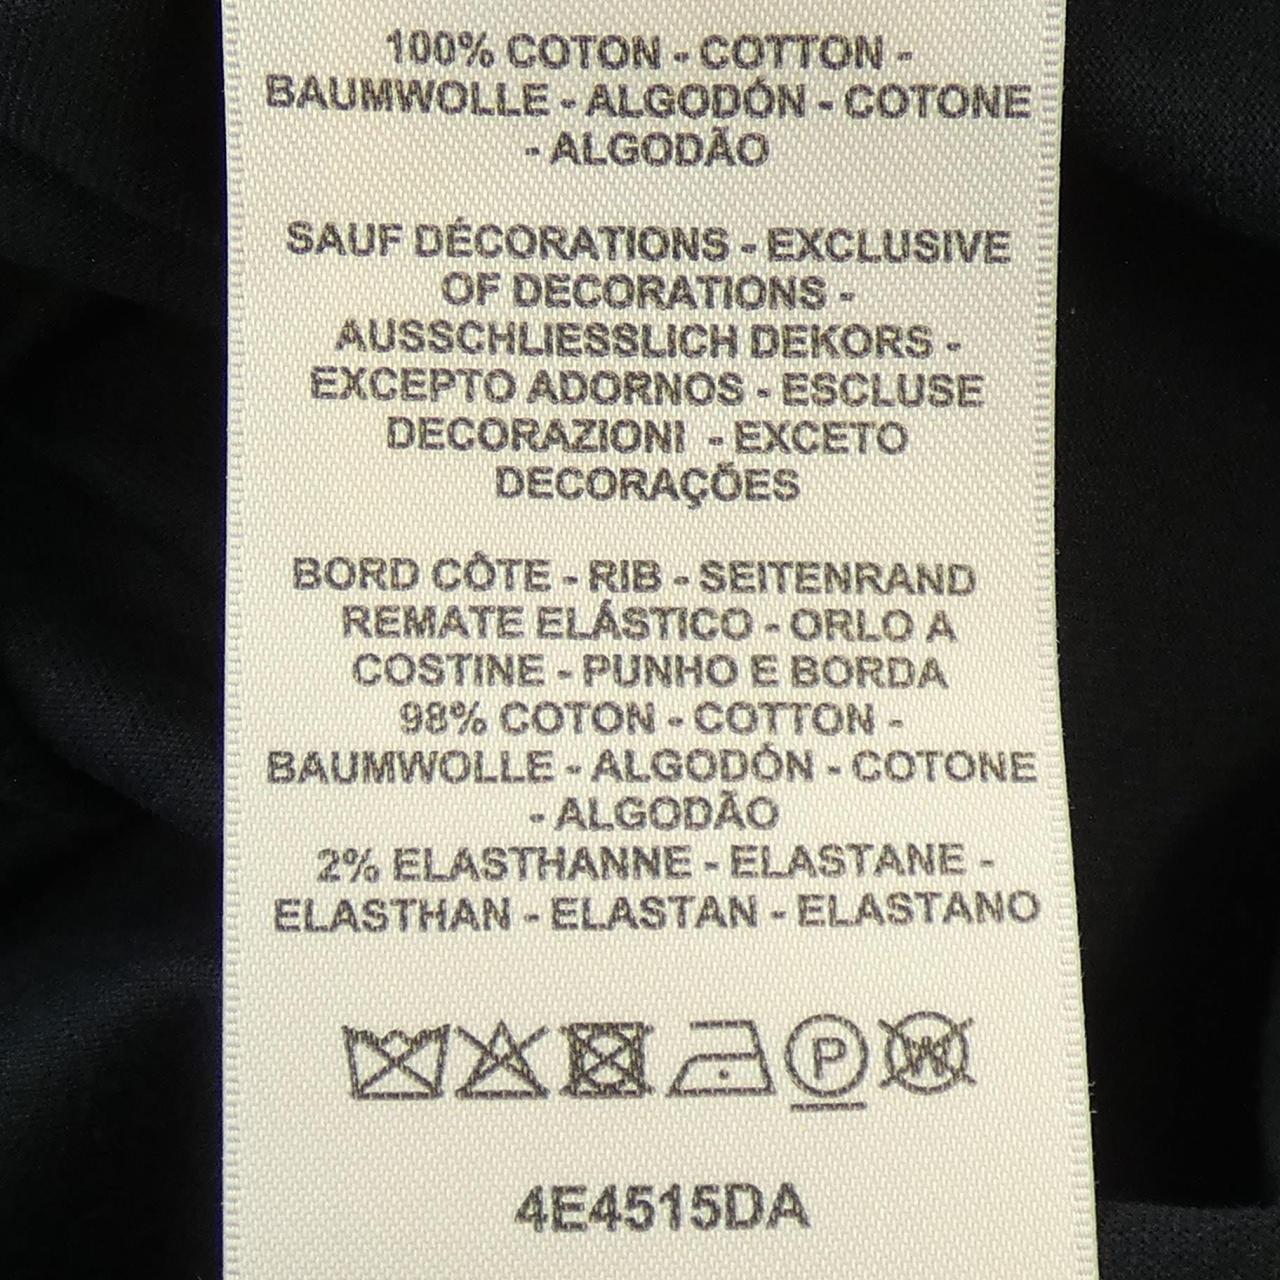 100% COTON - COTTON -
BAUMWOLLE - ALGODÓN - COTONE
- ALGODÃO
SAUF DÉCORATIONS - EXCLUSIVE
OF DECORATIONS -
AUSSCHLIESSLICH DEKORS -
EXCEPTO ADORNOS - ESCLUSE
DECORAZIONI - EXCETO
DECORAÇÕES
BORD CÔTE - RIB - SEITENRAND
REMATE ELÁSTICO - ORLO A
COSTINE - PUNHO E BORDA
98% COTON - COTTON -
BAUMWOLLE - ALGODÓN - COTONE
- ALGODÃO
2% ELASTHANNE - ELASTANE -
ELASTHAN - ELASTAN - ELASTANO
P W
4E4515DA